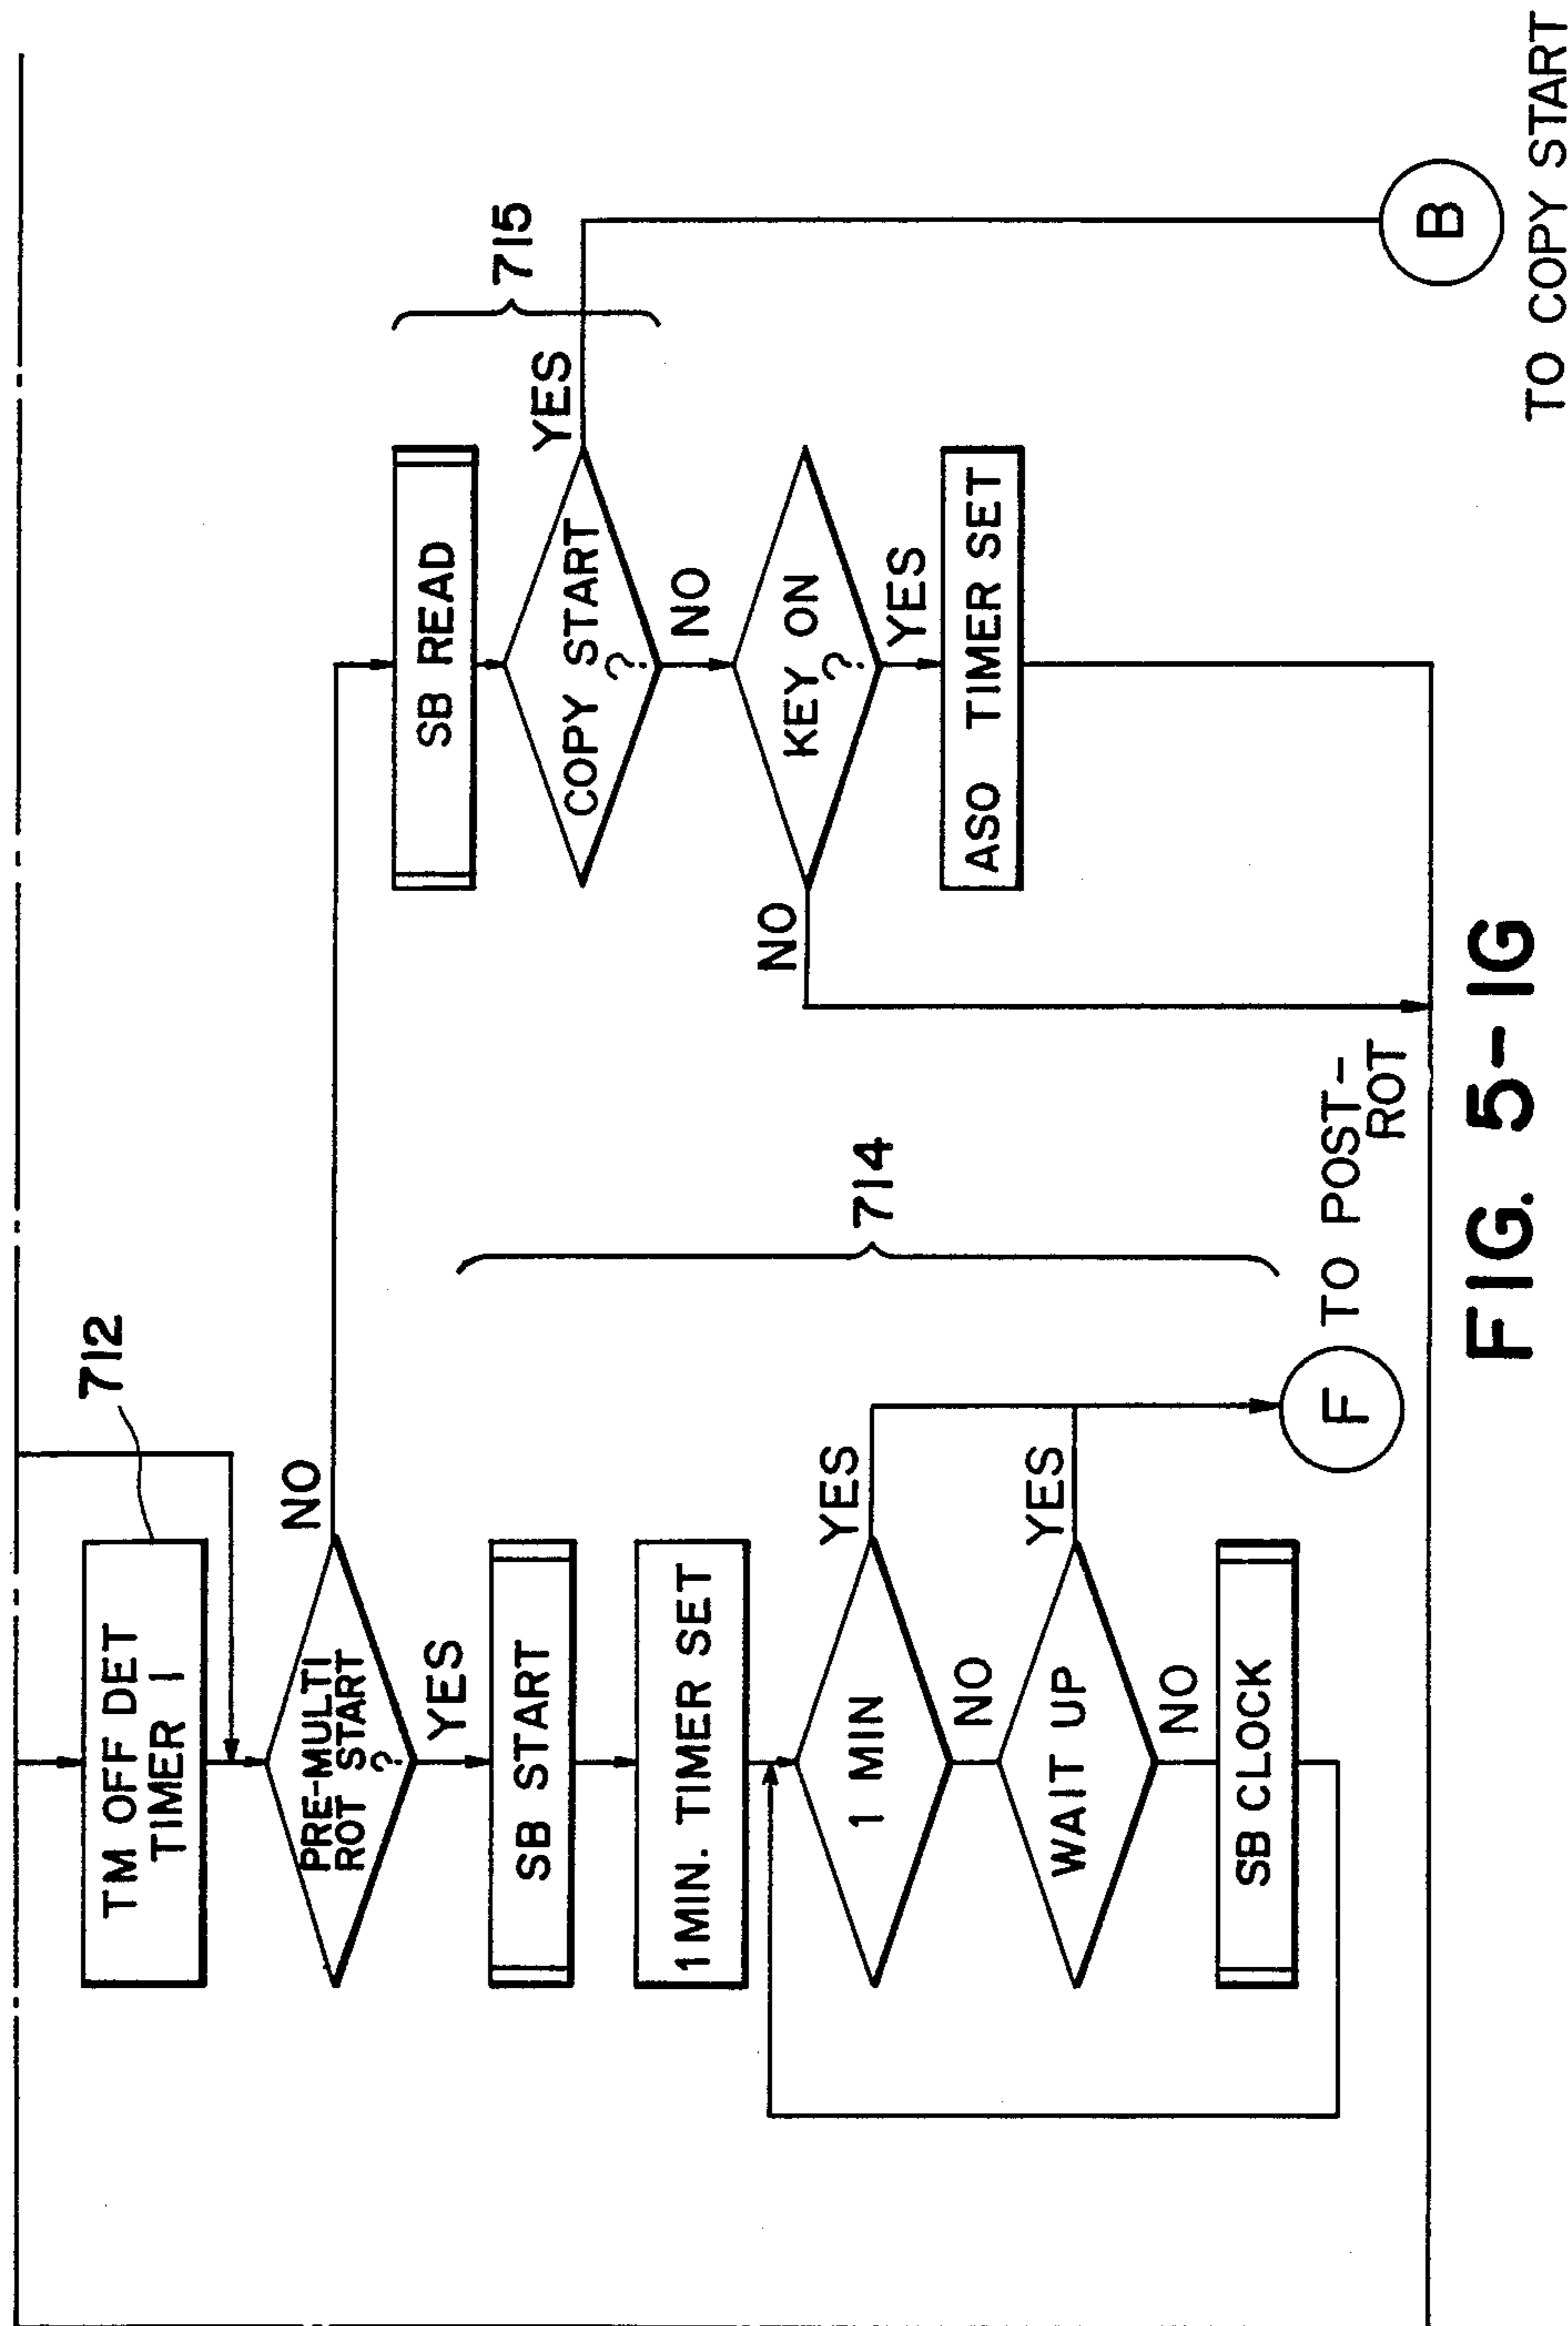 712
TM OFF DET
TIMER 1
PRE-MULTI
ROT START
?
NO
YES
SB START
1 MIN. TIMER SET
1 MIN
YES
NO
WAIT UP
YES
NO
SB CLOCK
714
F
TO POST-
ROT
SB READ
715
COPY START
?
YES
NO
KEY ON
?
NO
YES
ASO TIMER SET
B
TO COPY START
FIG. 5-1G